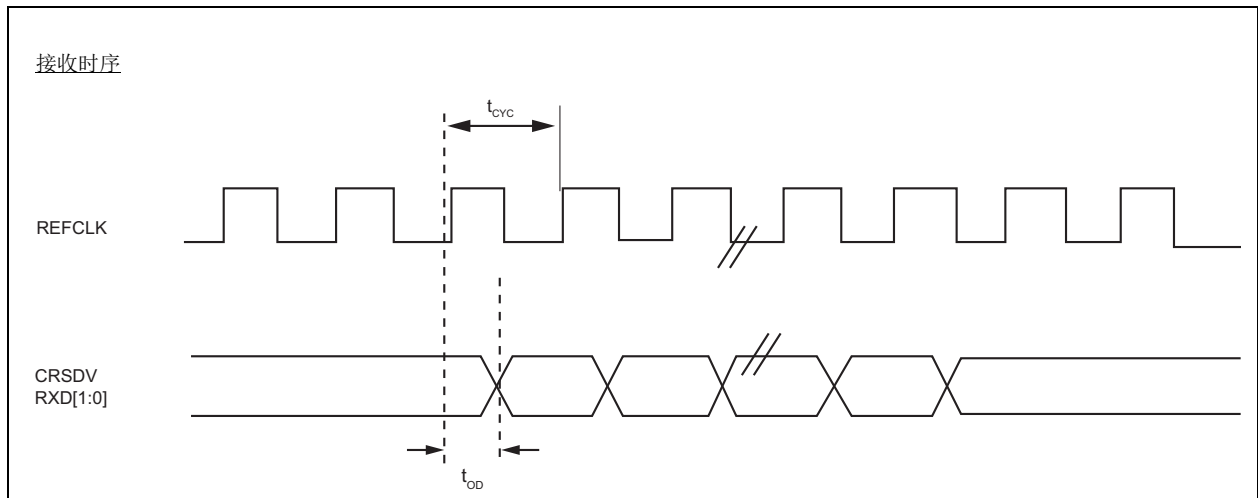 接收时序
tCYC
REFCLK
CRSDV
RXD[1:0]
tOD